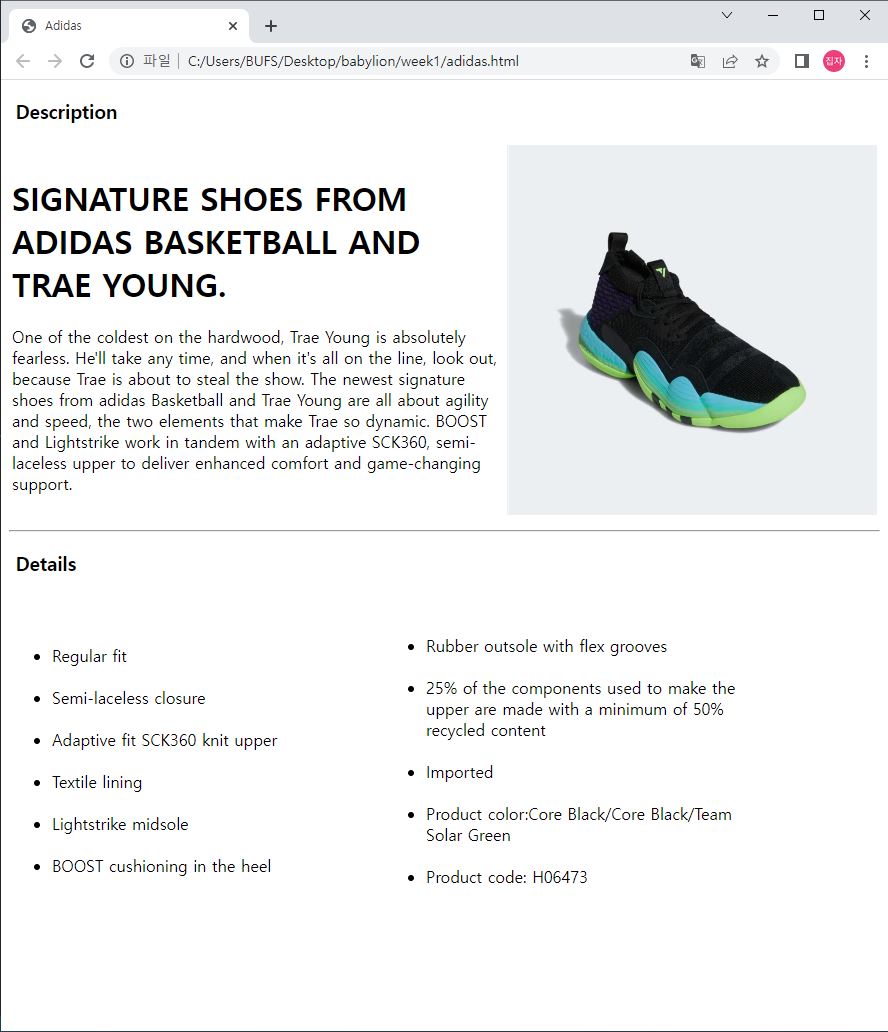 Adidas
파일 C:/Users/BUFS/Desktop/babylion/week1/adidas.html
집자
Description
SIGNATURE SHOES FROM
ADIDAS BASKETBALL AND
TRAE YOUNG.
One of the coldest on the hardwood, Trae Young is absolutely
fearless. He'll take any time, and when it's all on the line, look out,
because Trae is about to steal the show. The newest signature
shoes from adidas Basketball and Trae Young are all about agility
and speed, the two elements that make Trae so dynamic. BOOST
and Lightstrike work in tandem with an adaptive SCK360, semi-
laceless upper to deliver enhanced comfort and game-changing
support.
Details
Regular fit
Semi-laceless closure
Adaptive fit SCK360 knit upper
Textile lining
Lightstrike midsole
BOOST cushioning in the heel
Rubber outsole with flex grooves
25% of the components used to make the
upper are made with a minimum of 50%
recycled content
Imported
Product color:Core Black/Core Black/Team
Solar Green
Product code: H06473